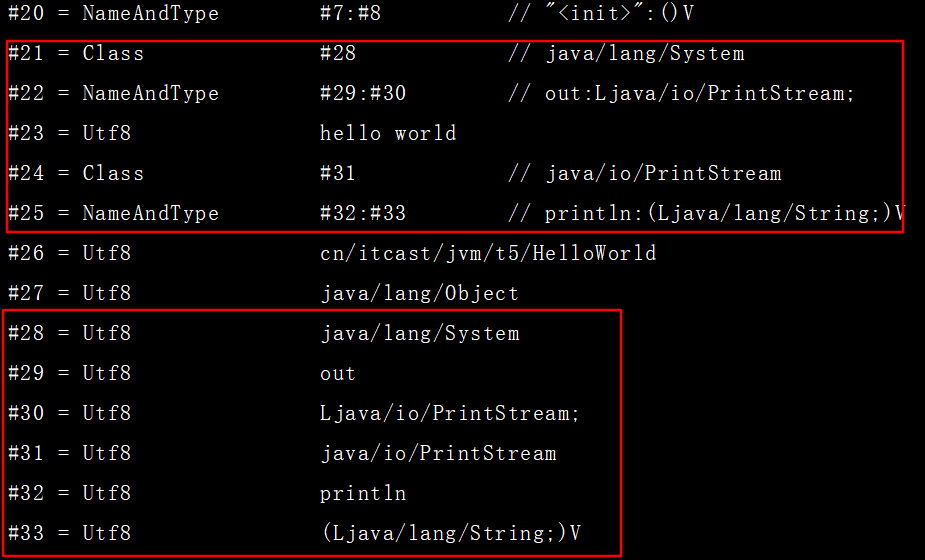 #20 = NameAndType #7:#8 // "<init>":()V
#21 = Class #28 // java/lang/System
#22 = NameAndType #29:#30 // out:Ljava/io/PrintStream;
#23 = Utf8 hello world
#24 = Class #31 // java/io/PrintStream
#25 = NameAndType #32:#33 // println:(Ljava/lang/String;)V
#26 = Utf8 cn/itcast/jvm/t5/HelloWorld
#27 = Utf8 java/lang/Object
#28 = Utf8 java/lang/System
#29 = Utf8 out
#30 = Utf8 Ljava/io/PrintStream;
#31 = Utf8 java/io/PrintStream
#32 = Utf8 println
#33 = Utf8 (Ljava/lang/String;)V